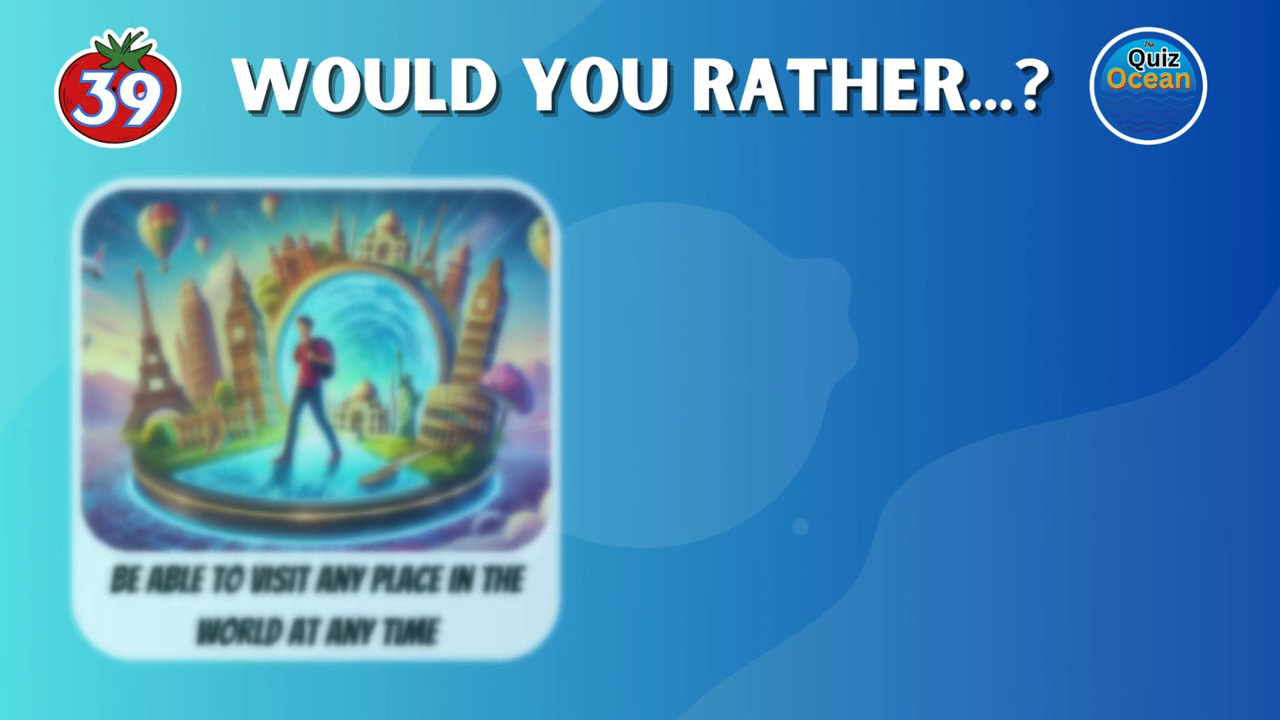 39
WOULD YOU RATHER...?
The
Quiz
Ocean
BE ABLE TO VISIT ANY PLACE IN THE
WORLD AT ANY TIME